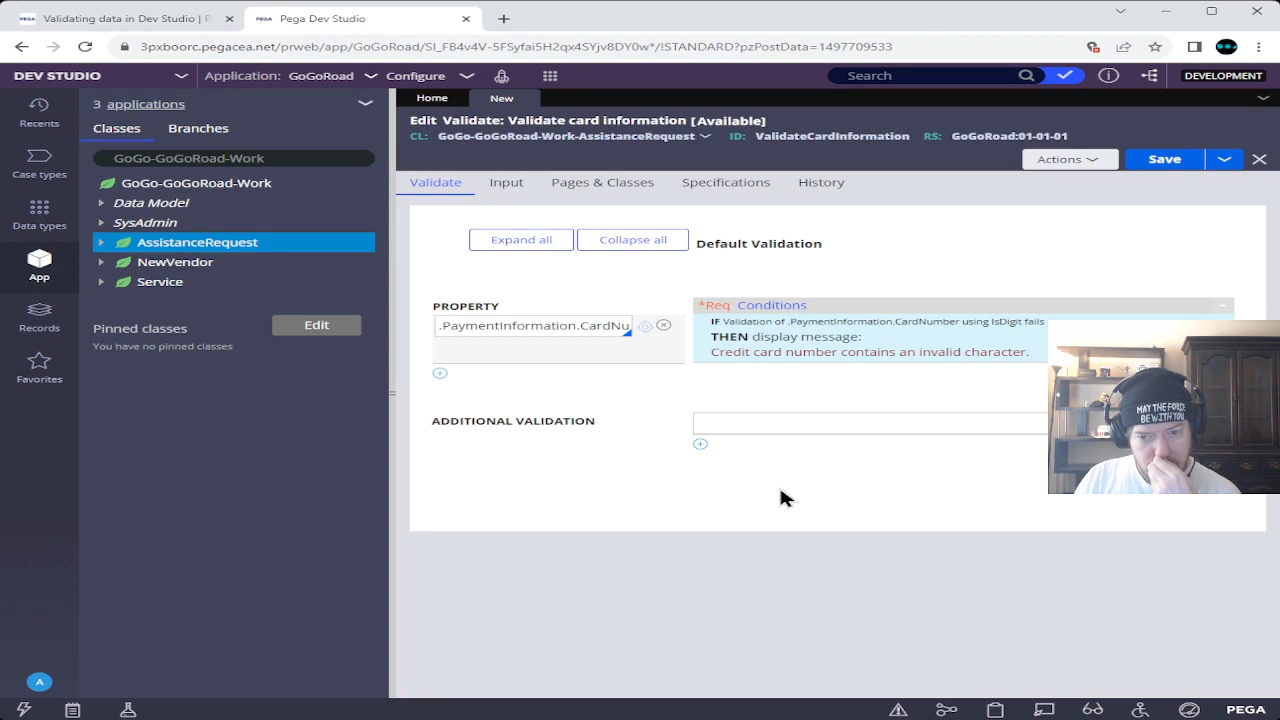 PEGA Validating data in Dev Studio | P
PEGA Pega Dev Studio
3pxboorc.pegacea.net/prweb/app/GoGoRoad/SI_FB4v4V-5FSyfai5H2qx4SYjv8DY0w*/!STANDARD?pzPostData=1497709533
DEV STUDIO Application: GoGoRoad Configure Search DEVELOPMENT
Recents
Case types
Data types
App
Records
Favorites
A
3 applications
Classes Branches
GoGo-GoGoRoad-Work
GoGo-GoGoRoad-Work
Data Model
SysAdmin
AssistanceRequest
NewVendor
Service
Pinned classes Edit
You have no pinned classes
Home New
Edit Validate: Validate card information [Available]
CL: GoGo-GoGoRoad-Work-AssistanceRequest ID: ValidateCardInformation RS: GoGoRoad:01-01-01
Actions Save
Validate Input Pages & Classes Specifications History
Expand all Collapse all Default Validation
PROPERTY
.PaymentInformation.CardNu
*Req Conditions
IF Validation of .PaymentInformation.CardNumber using IsDigit fails
THEN display message:
Credit card number contains an invalid character.
ADDITIONAL VALIDATION
MAY THE FORCE
BE WITH YOU
PEGA